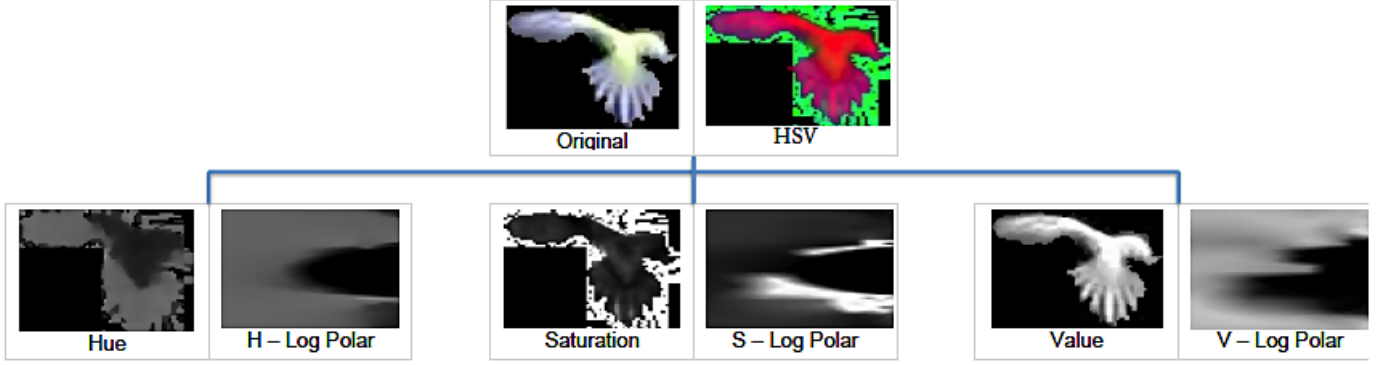 Original
HSV
Hue
H – Log Polar
Saturation
S – Log Polar
Value
V – Log Polar